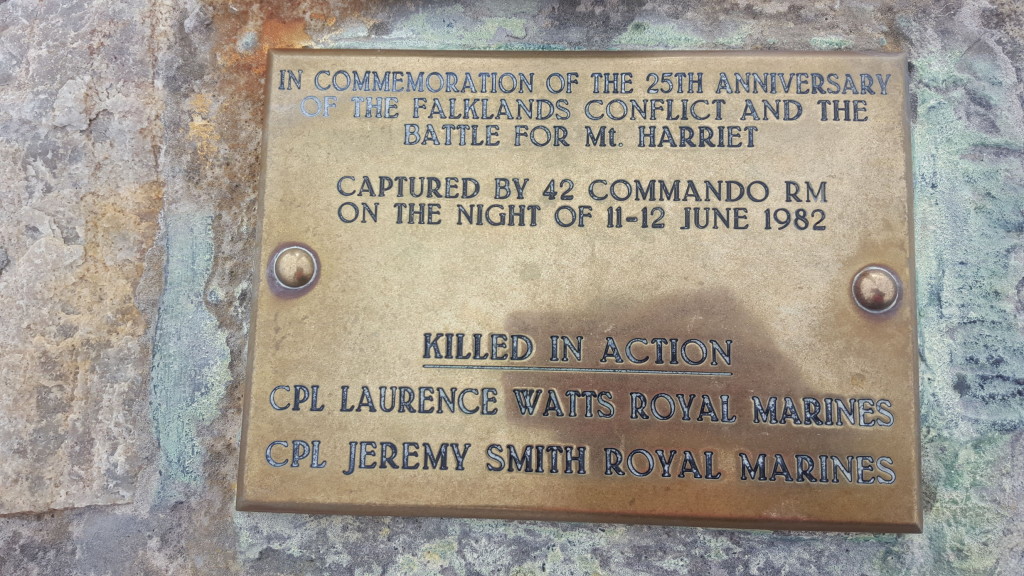 IN COMMEMORATION OF THE 25TH ANNIVERSARY
OF THE FALKLANDS CONFLICT AND THE
BATTLE FOR Mt. HARRIET
CAPTURED BY 42 COMMANDO RM
ON THE NIGHT OF 11-12 JUNE 1982
KILLED IN ACTION
CPL LAURENCE WATTS ROYAL MARINES
CPL JEREMY SMITH ROYAL MARINES